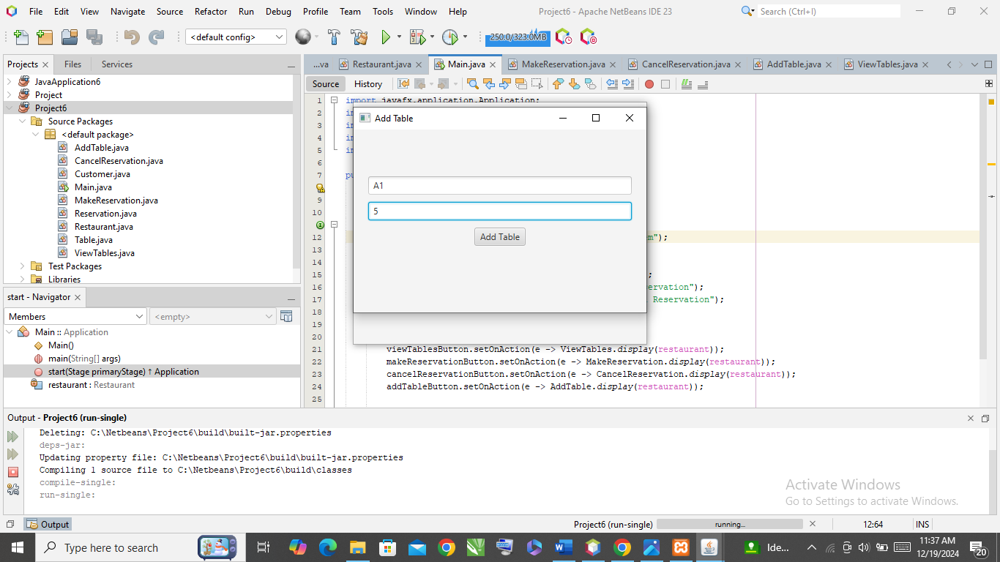 File Edit View Navigate Source Refactor Run Debug Profile Team Tools Window Help
Project6 - Apache NetBeans IDE 23
Search (Ctrl+I)
<default config>
250.0/323.0MB
Projects Files Services
...va Restaurant.java Main.java MakeReservation.java CancelReservation.java AddTable.java ViewTables.java
Source History
JavaApplication6
Project
Project6
Source Packages
<default package>
AddTable.java
CancelReservation.java
Customer.java
Main.java
MakeReservation.java
Reservation.java
Restaurant.java
Table.java
ViewTables.java
Test Packages
Libraries
start - Navigator
Members <empty>
Main :: Application
Main()
main(String[] args)
start(Stage primaryStage) ↑ Application
restaurant : Restaurant
1 import javafx.application.Application;
2 im
3 im
4 im
5 im
6
7 pu
9
10
12 em");
13
14
15 ;
16 ervation");
17 Reservation");
18
19
20
21 viewTablesButton.setOnAction(e -> ViewTables.display(restaurant));
22 makeReservationButton.setOnAction(e -> MakeReservation.display(restaurant));
23 cancelReservationButton.setOnAction(e -> CancelReservation.display(restaurant));
24 addTableButton.setOnAction(e -> AddTable.display(restaurant));
25
Add Table
A1
5
Add Table
Output - Project6 (run-single)
Deleting: C:\Netbeans\Project6\build\built-jar.properties
deps-jar:
Updating property file: C:\Netbeans\Project6\build\built-jar.properties
Compiling 1 source file to C:\Netbeans\Project6\build\classes
compile-single:
run-single:
Activate Windows
Go to Settings to activate Windows.
Output
Project6 (run-single) running... 12:64 INS
Type here to search
Ide...
11:37 AM
12/19/2024
20